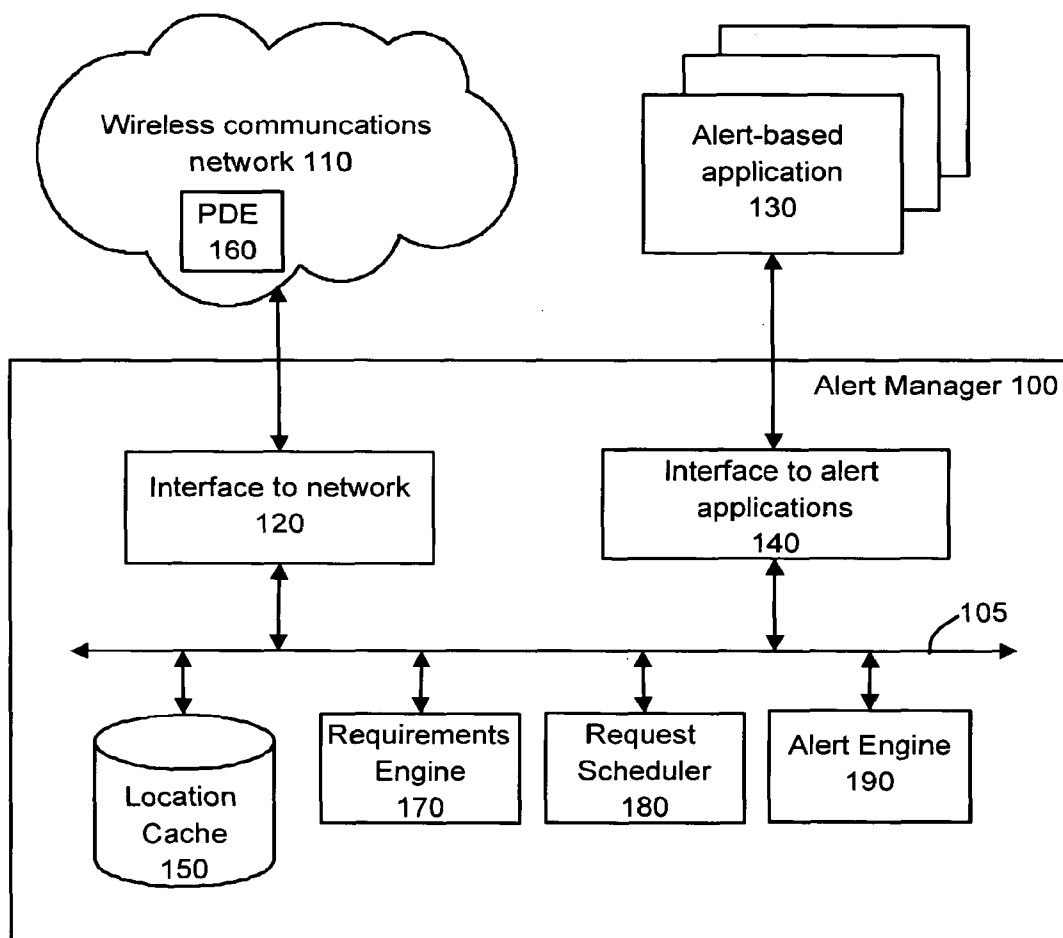 Wireless communcations
network 110
PDE
160
Alert-based
application
130
Alert Manager 100
Interface to network
120
Interface to alert
applications
140
105
Location
Cache
150
Requirements
Engine
170
Request
Scheduler
180
Alert Engine
190